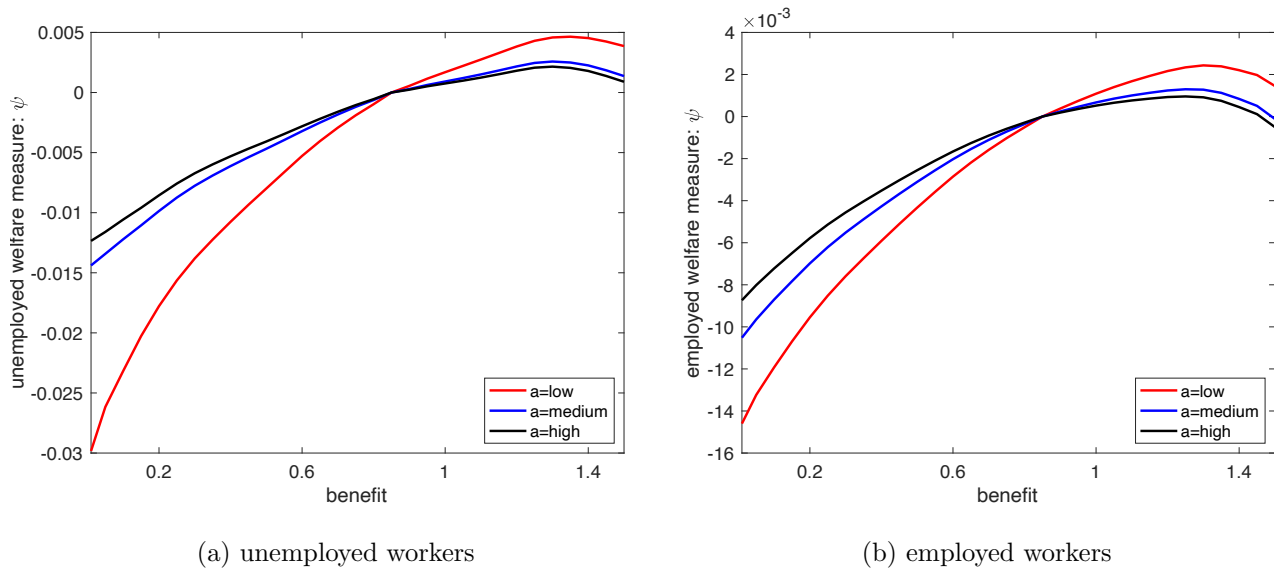 0.005
0
-0.005
-0.01
-0.015
-0.02
-0.025
-0.03
unemployed welfare measure: ψ
0.2 0.6 1 1.4
benefit
a=low
a=medium
a=high
(a) unemployed workers
×10⁻³
4
2
0
-2
-4
-6
-8
-10
-12
-14
-16
employed welfare measure: ψ
0.2 0.6 1 1.4
benefit
a=low
a=medium
a=high
(b) employed workers